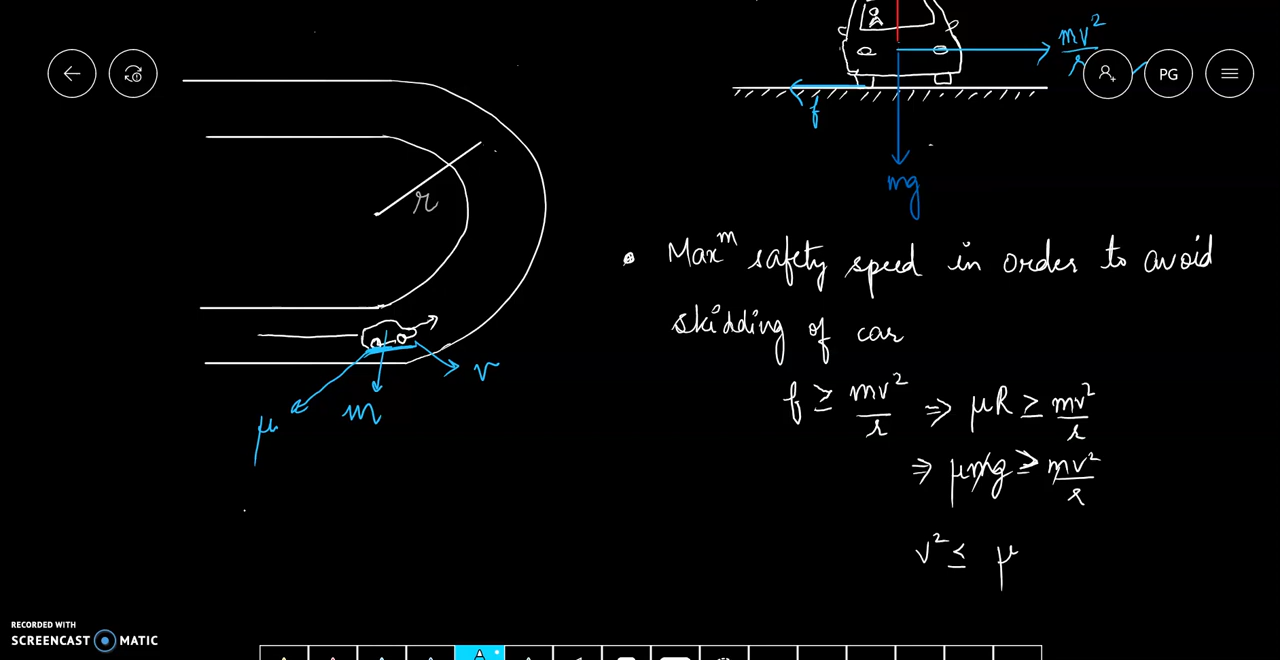 mv²/r
PG
f
mg
r
• Maxᵐ safety speed in order to avoid
skidding of car
f ≥ mv²/r ⇒ μR ≥ mv²/r
⇒ μmg ≥ mv²/r
v² ≤ μ
v
m
μ
RECORDED WITH
SCREENCAST MATIC